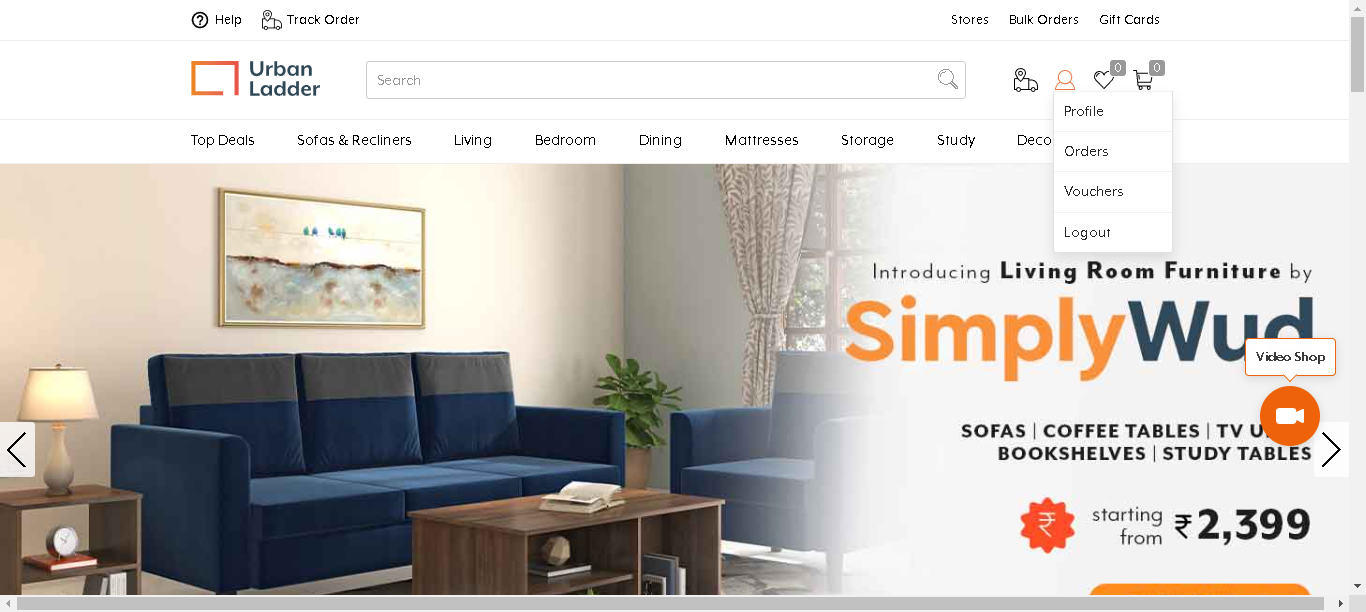 Help
Track Order
Stores
Bulk Orders
Gift Cards
Urban
Ladder
Search
0
0
Top Deals
Sofas & Recliners
Living
Bedroom
Dining
Mattresses
Storage
Study
Deco
Profile
Orders
Vouchers
Logout
Introducing Living Room Furniture by
SimplyWud
Video Shop
SOFAS | COFFEE TABLES | TV U
BOOKSHELVES | STUDY TABLES
₹
starting
from
₹2,399